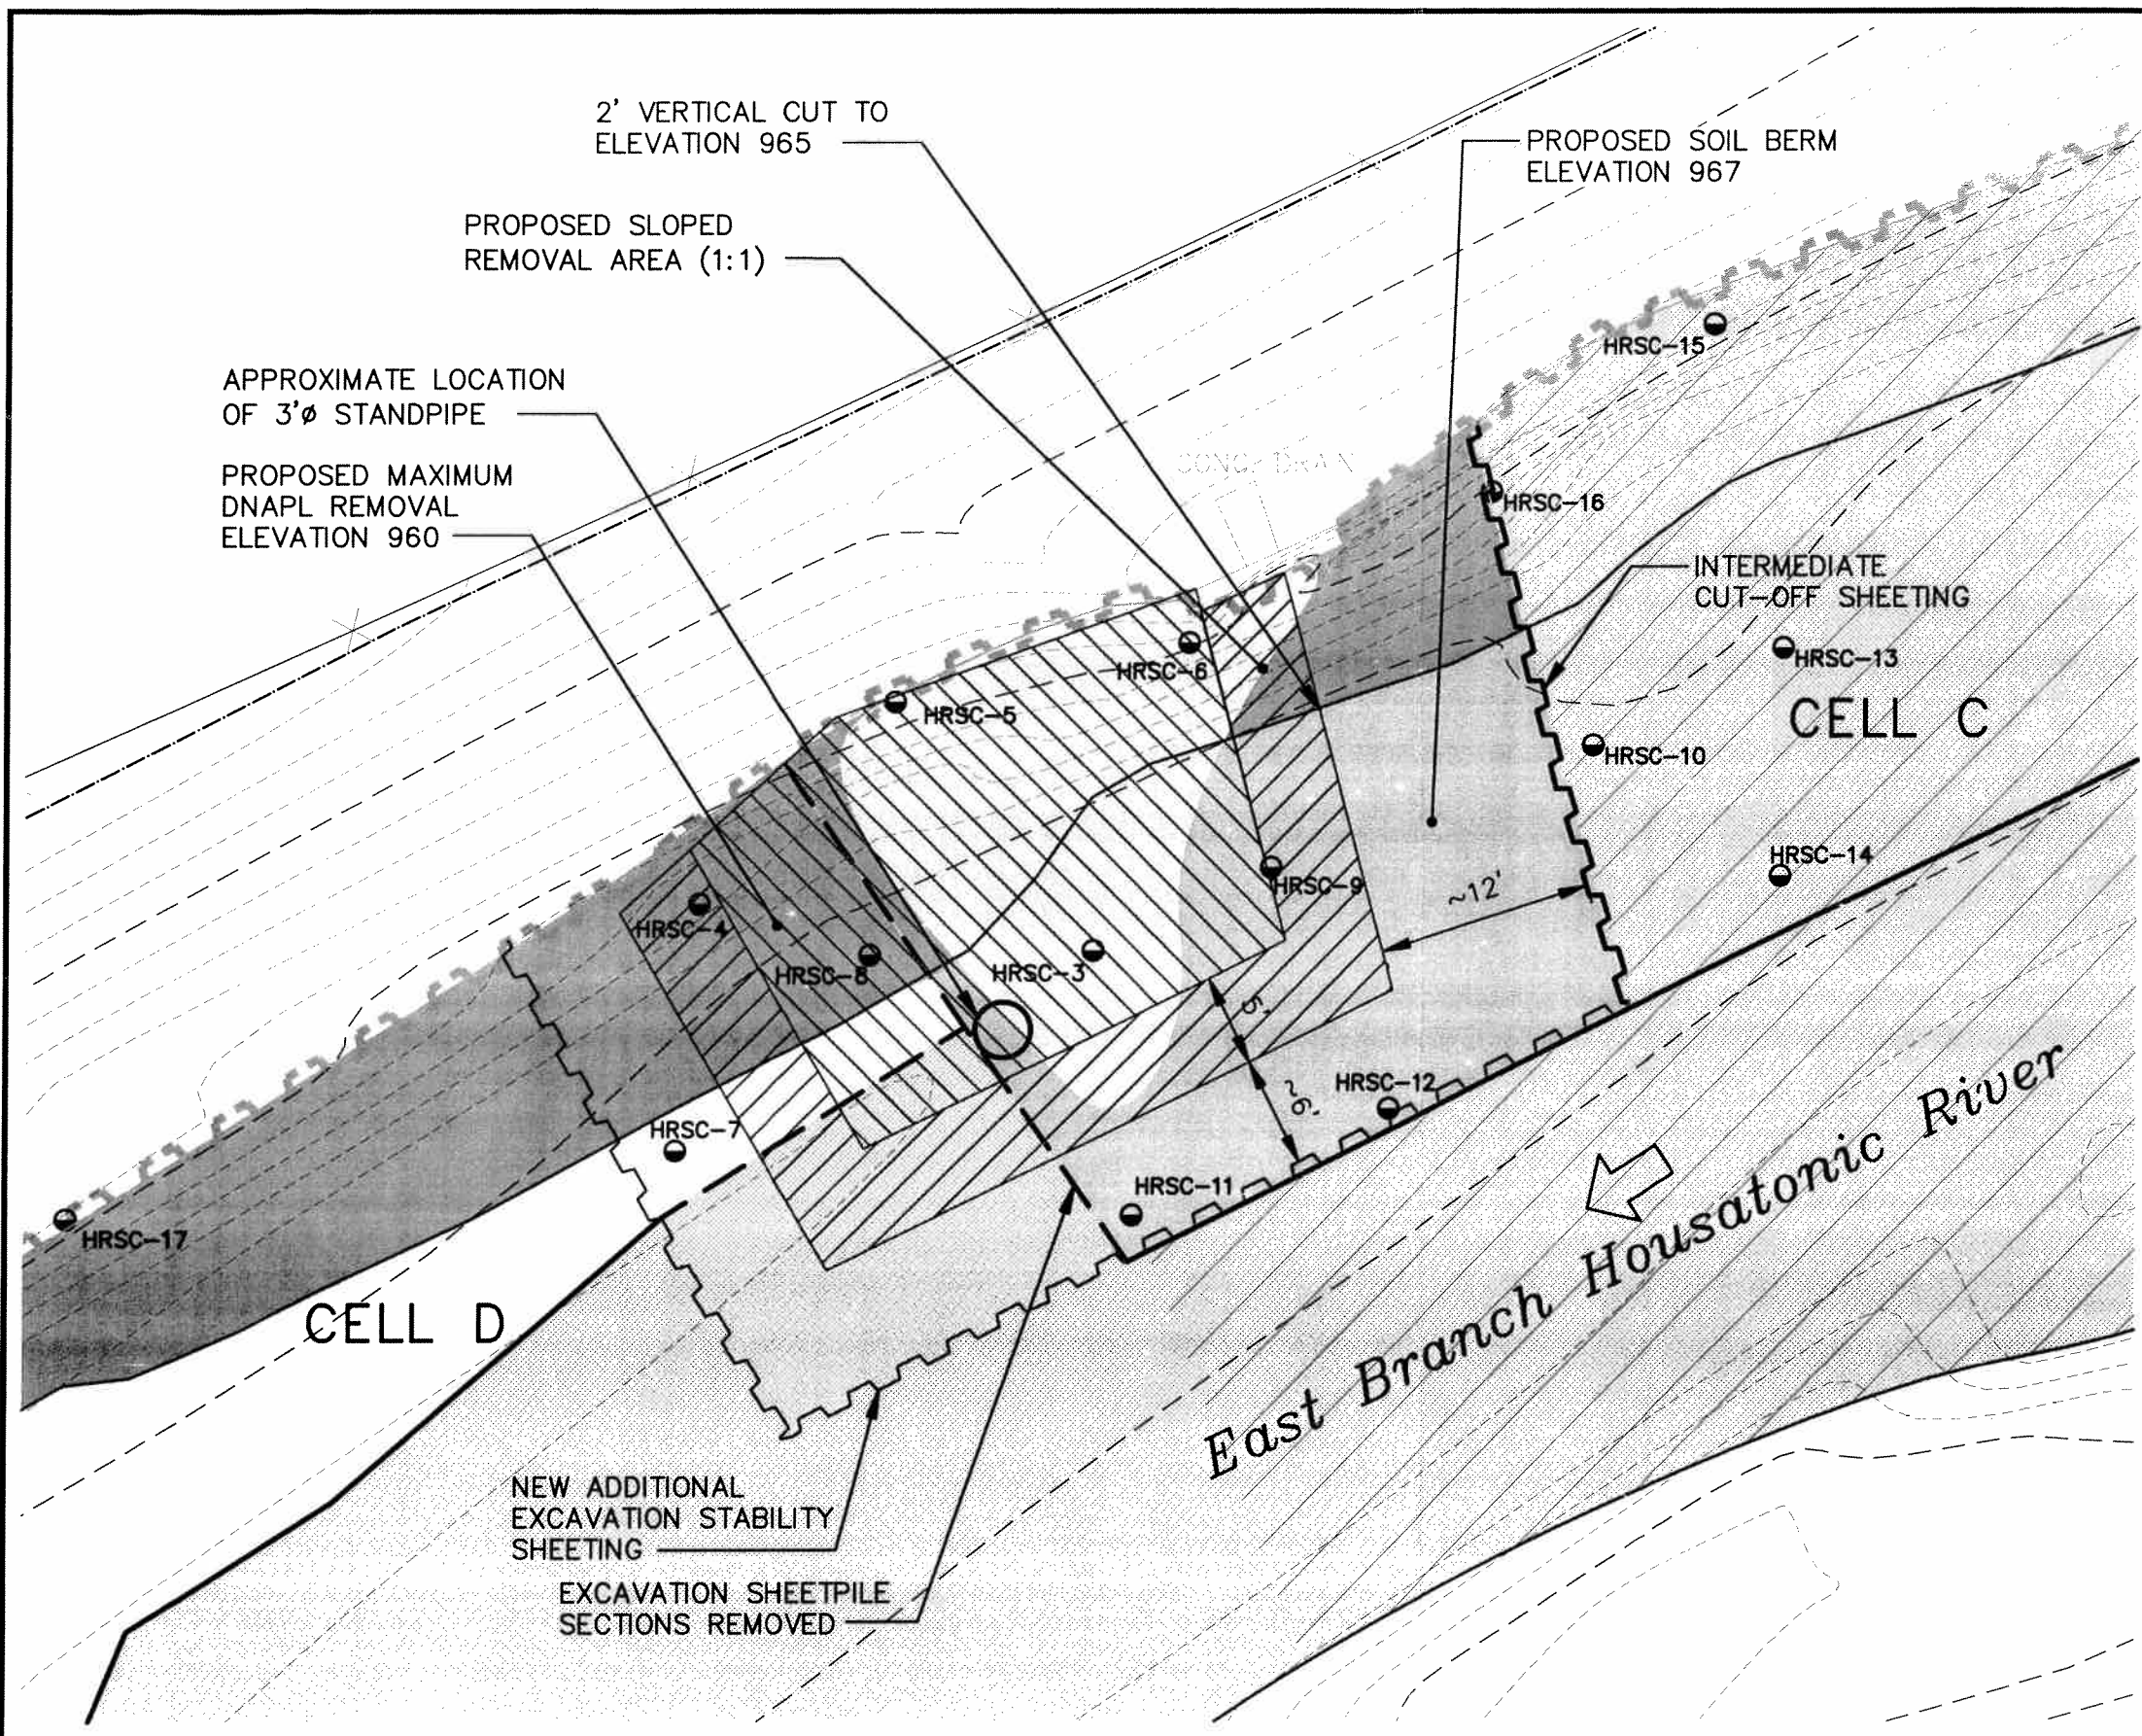 2' VERTICAL CUT TO
ELEVATION 965
PROPOSED SOIL BERM
ELEVATION 967
PROPOSED SLOPED
REMOVAL AREA (1:1)
APPROXIMATE LOCATION
OF 3'ø STANDPIPE
PROPOSED MAXIMUM
DNAPL REMOVAL
ELEVATION 960
CONC. DRAIN
HRSC-15
HRSC-16
INTERMEDIATE
CUT-OFF SHEETING
HRSC-13
CELL C
HRSC-10
HRSC-14
HRSC-6
HRSC-5
HRSC-9
~12'
HRSC-4
HRSC-8
HRSC-3
5'
~6'
HRSC-12
HRSC-7
HRSC-11
HRSC-17
CELL D
East Branch Housatonic River
NEW ADDITIONAL
EXCAVATION STABILITY
SHEETING
EXCAVATION SHEETPILE
SECTIONS REMOVED